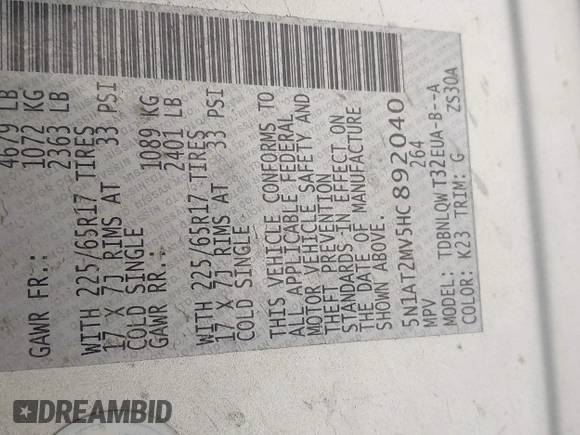 4679 LB
GAWR FR.: 1072 KG
2363 LB
WITH 225/65R17 TIRES
17 X 7J RIMS AT 33 PSI
COLD SINGLE
GAWR RR.: 1089 KG
2401 LB
WITH 225/65R17 TIRES
17 X 7J RIMS AT 33 PSI
COLD SINGLE
THIS VEHICLE CONFORMS TO
ALL APPLICABLE FEDERAL
MOTOR VEHICLE SAFETY AND
THEFT PREVENTION
STANDARDS IN EFFECT ON
THE DATE OF MANUFACTURE
SHOWN ABOVE.
5N1AT2MV5HC892040
MPV 264
MODEL: TDBNLQW T32EUA-B--A
COLOR: K23 TRIM: G ZS30A
DREAMBID